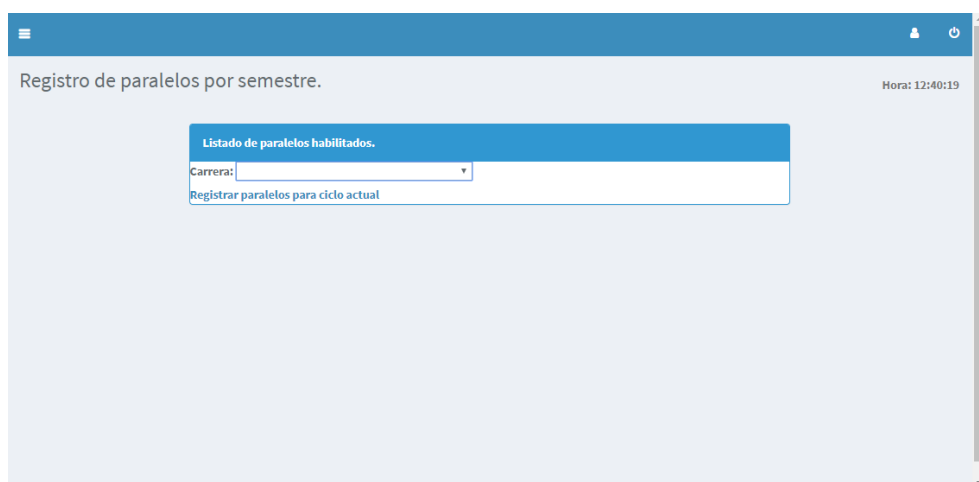 Registro de paralelos por semestre.
Hora: 12:40:19
Listado de paralelos habilitados.
Carrera:
Registrar paralelos para ciclo actual